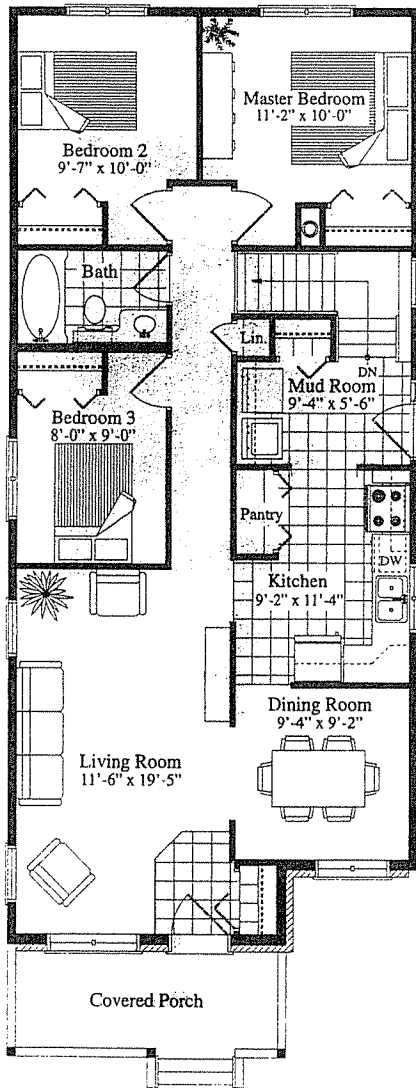 Master Bedroom
11'-2" x 10'-0"
Bedroom 2
9'-7" x 10'-0"
Bath
Lin.
DN
Mud Room
9'-4" x 5'-6"
Bedroom 3
8'-0" x 9'-0"
Pantry
DW
Kitchen
9'-2" x 11'-4"
Dining Room
9'-4" x 9'-2"
Living Room
11'-6" x 19'-5"
Covered Porch